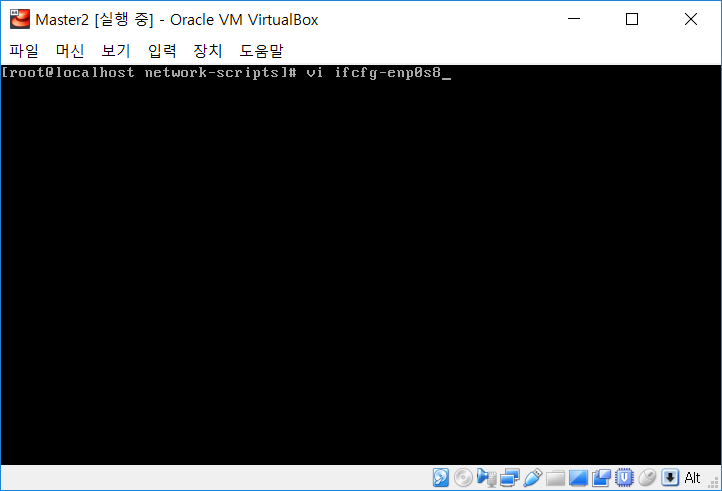 Master2 [실행 중] - Oracle VM VirtualBox
파일 머신 보기 입력 장치 도움말
[root@localhost network-scripts]# vi ifcfg-enp0s8_
Alt